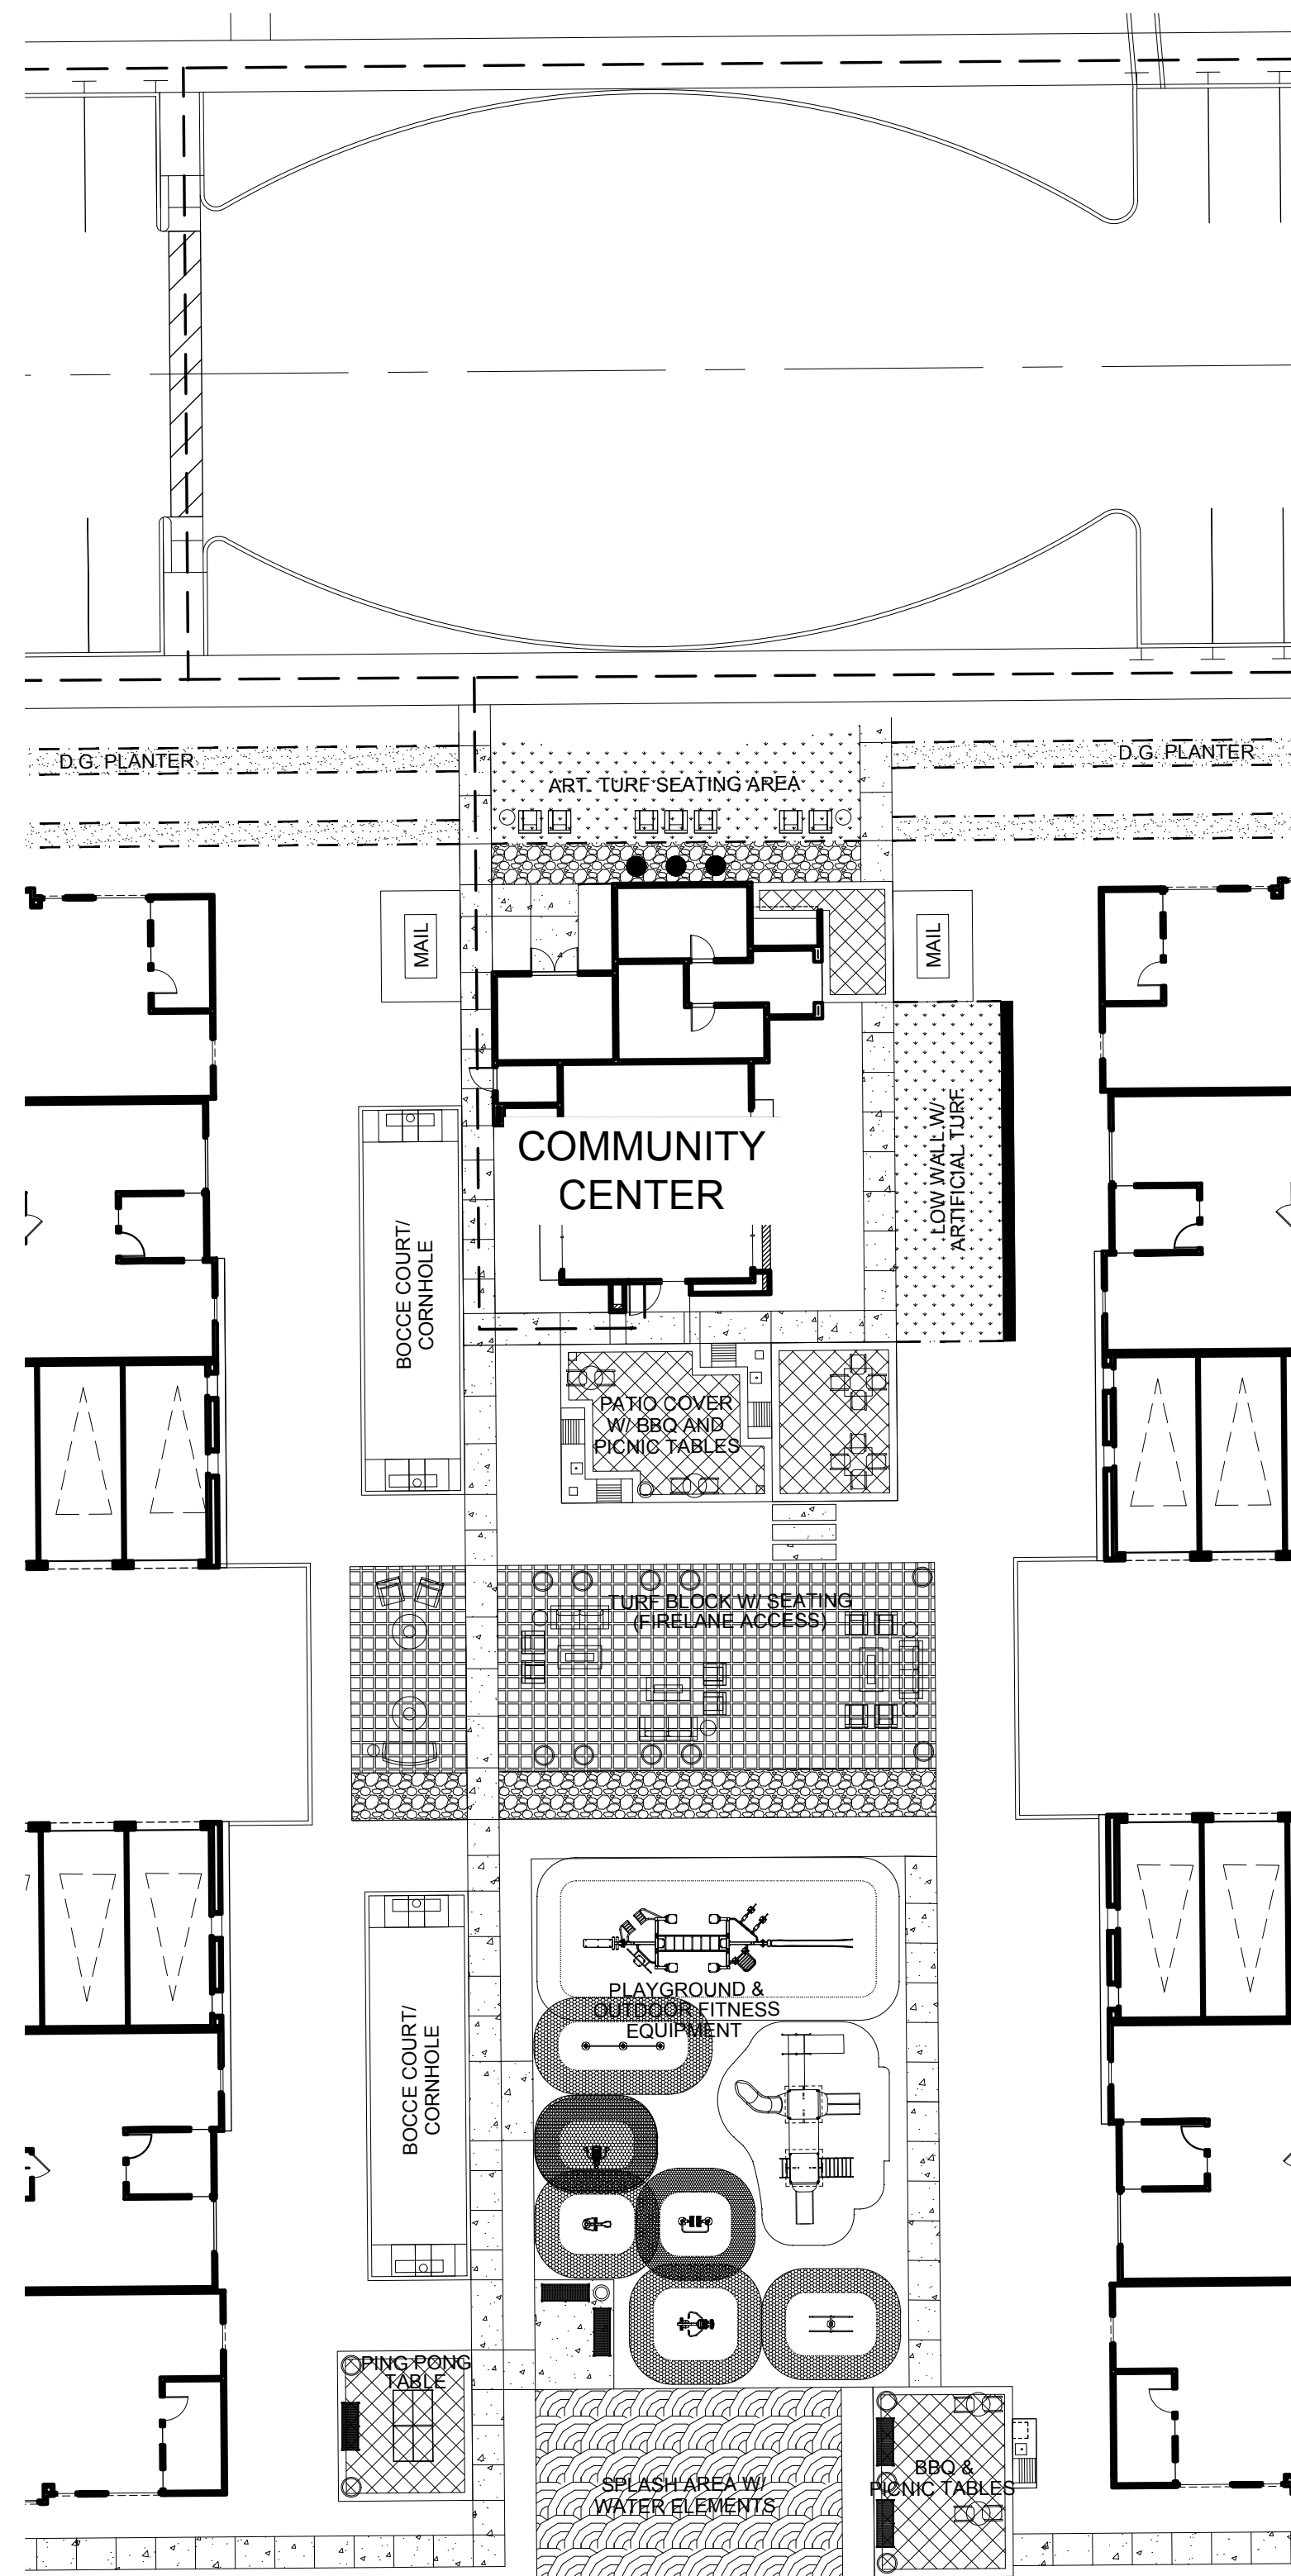 D.G. PLANTER
D.G. PLANTER
ART. TURF SEATING AREA
MAIL
MAIL
COMMUNITY
CENTER
LOW WALL W/
ARTIFICIAL TURF
BOCCE COURT/
CORNHOLE
PATIO COVER
W/ BBQ AND
PICNIC TABLES
TURF BLOCK W/ SEATING
(FIRELANE ACCESS)
PLAYGROUND &
OUTDOOR FITNESS
EQUIPMENT
BOCCE COURT/
CORNHOLE
PING PONG
TABLE
SPLASH AREA W/
WATER ELEMENTS
BBQ &
PICNIC TABLES